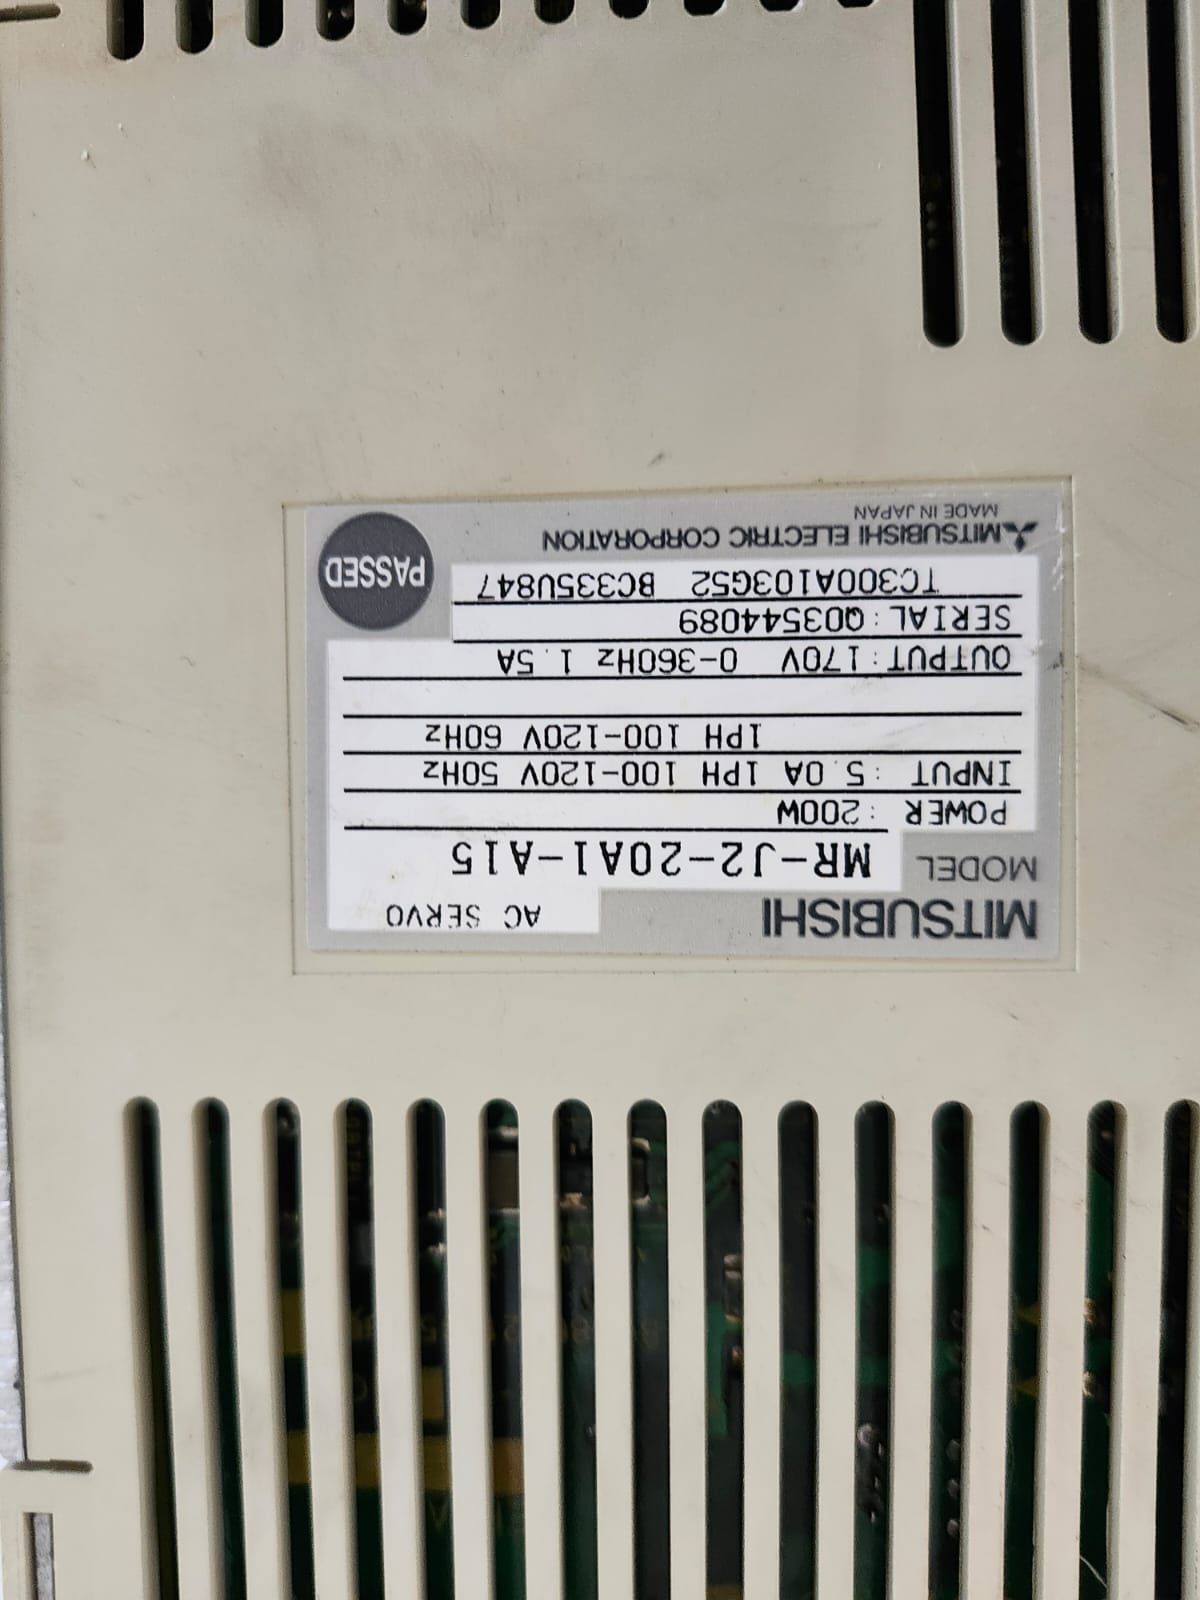 MITSUBISHI AC SERVO
MODEL MR-J2-20A1-A15
POWER : 200W
INPUT : 5.0A 1PH 100-120V 50Hz
1PH 100-120V 60Hz
OUTPUT : 170V 0-360Hz 1.5A
SERIAL : Q03544089
TC300A103G52 BC335U847
PASSED
MITSUBISHI ELECTRIC CORPORATION
MADE IN JAPAN